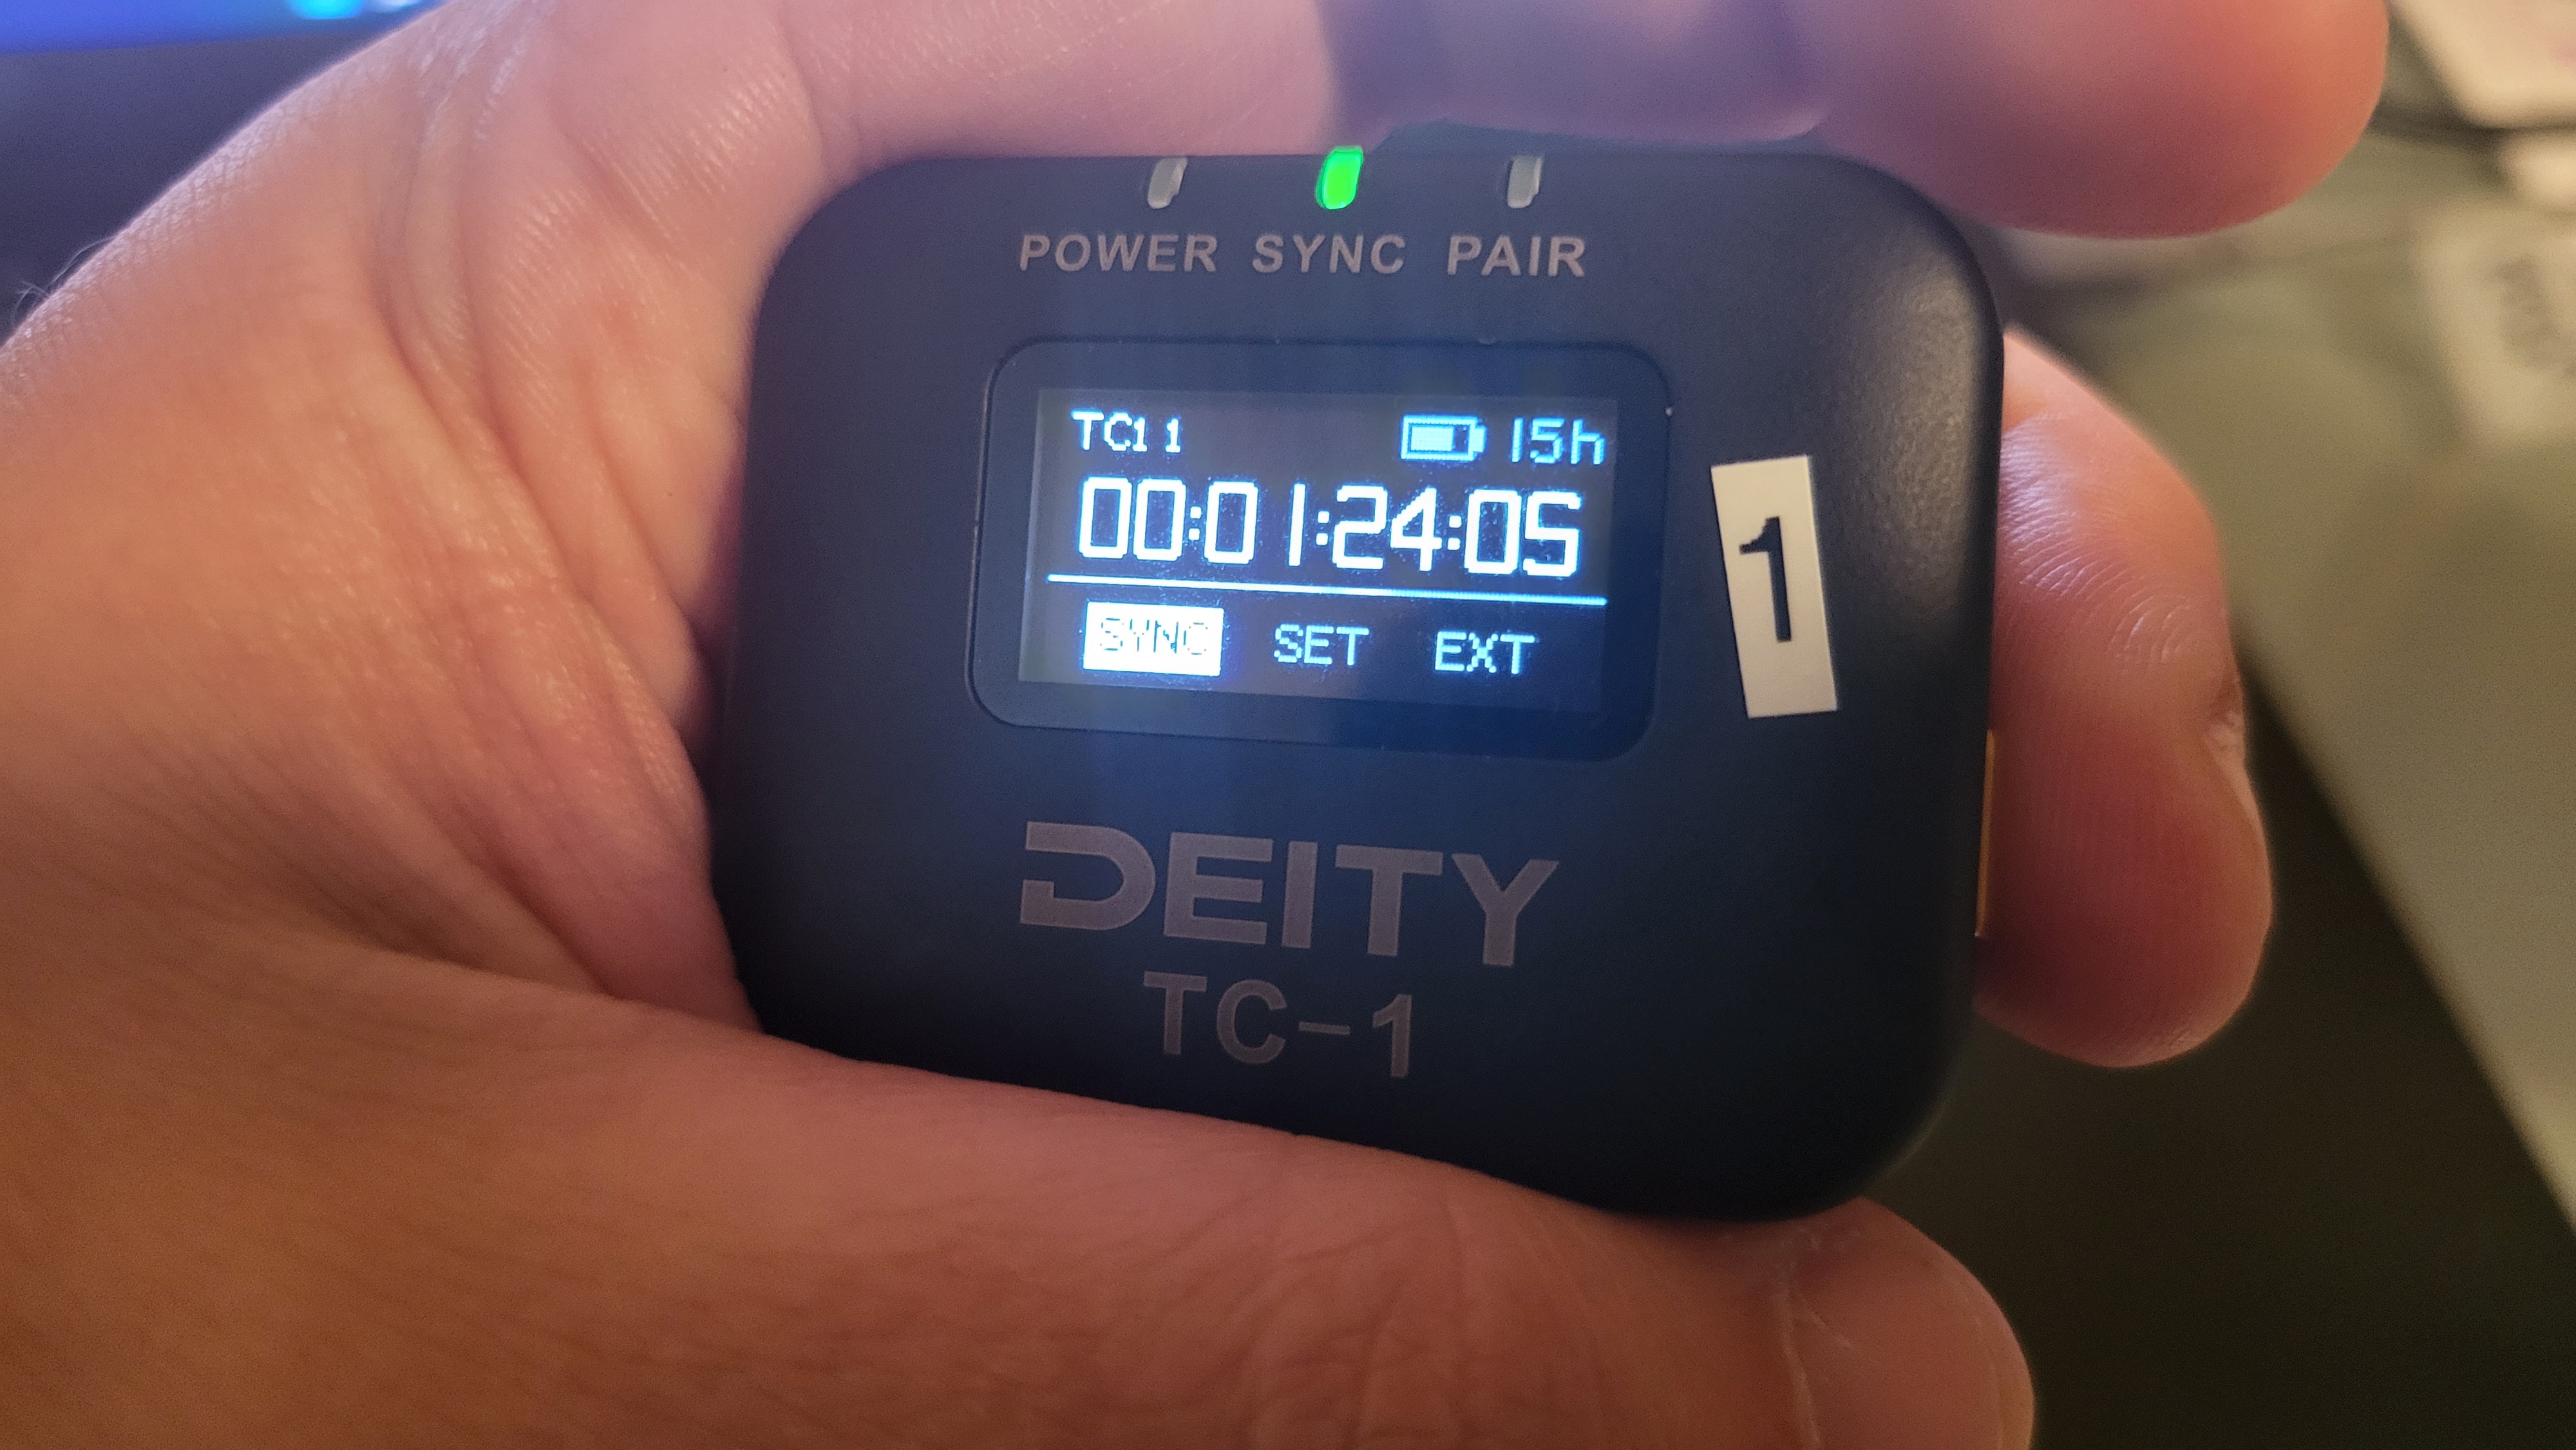 POWER SYNC PAIR
TC1 1 15h
00:01:24:05
SYNC SET EXT
1
DEITY
TC-1